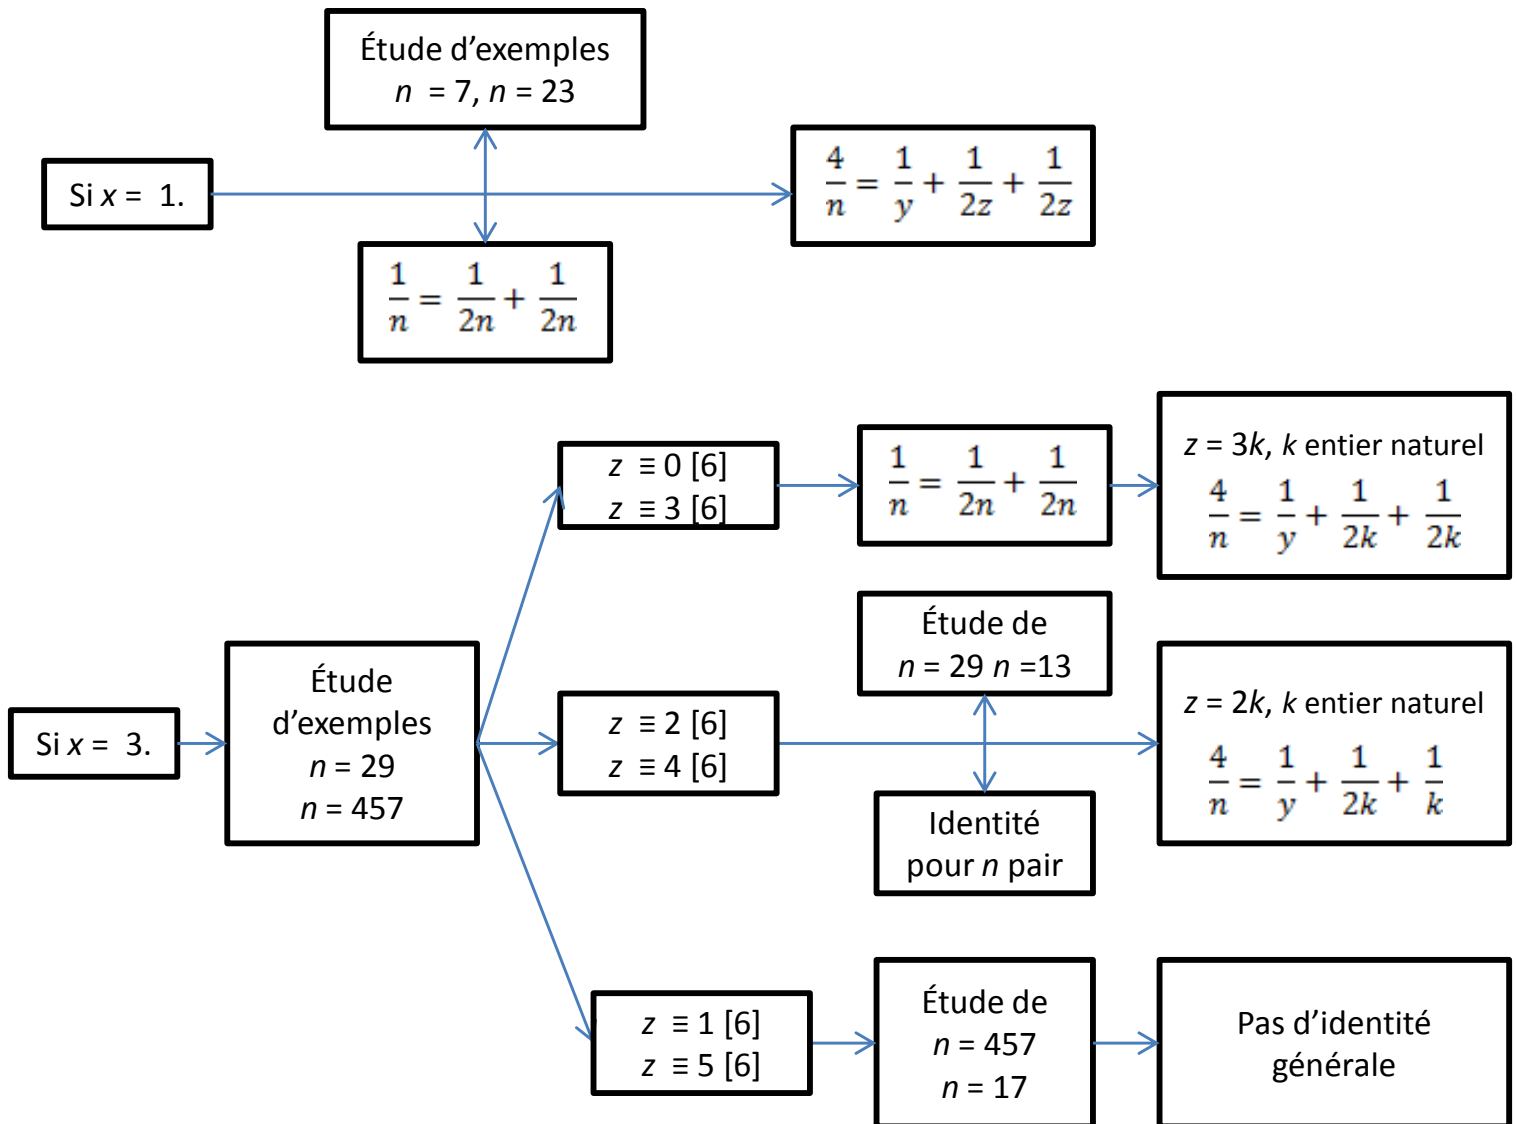 Étude d'exemples
n = 7, n = 23
Si x = 1.
4/n = 1/y + 1/2z + 1/2z
1/n = 1/2n + 1/2n
Si x = 3.
Étude
d'exemples
n = 29
n = 457
z ≡ 0 [6]
z ≡ 3 [6]
1/n = 1/2n + 1/2n
z = 3k, k entier naturel
4/n = 1/y + 1/2k + 1/2k
z ≡ 2 [6]
z ≡ 4 [6]
Étude de
n = 29 n =13
Identité
pour n pair
z = 2k, k entier naturel
4/n = 1/y + 1/2k + 1/k
z ≡ 1 [6]
z ≡ 5 [6]
Étude de
n = 457
n = 17
Pas d'identité
générale